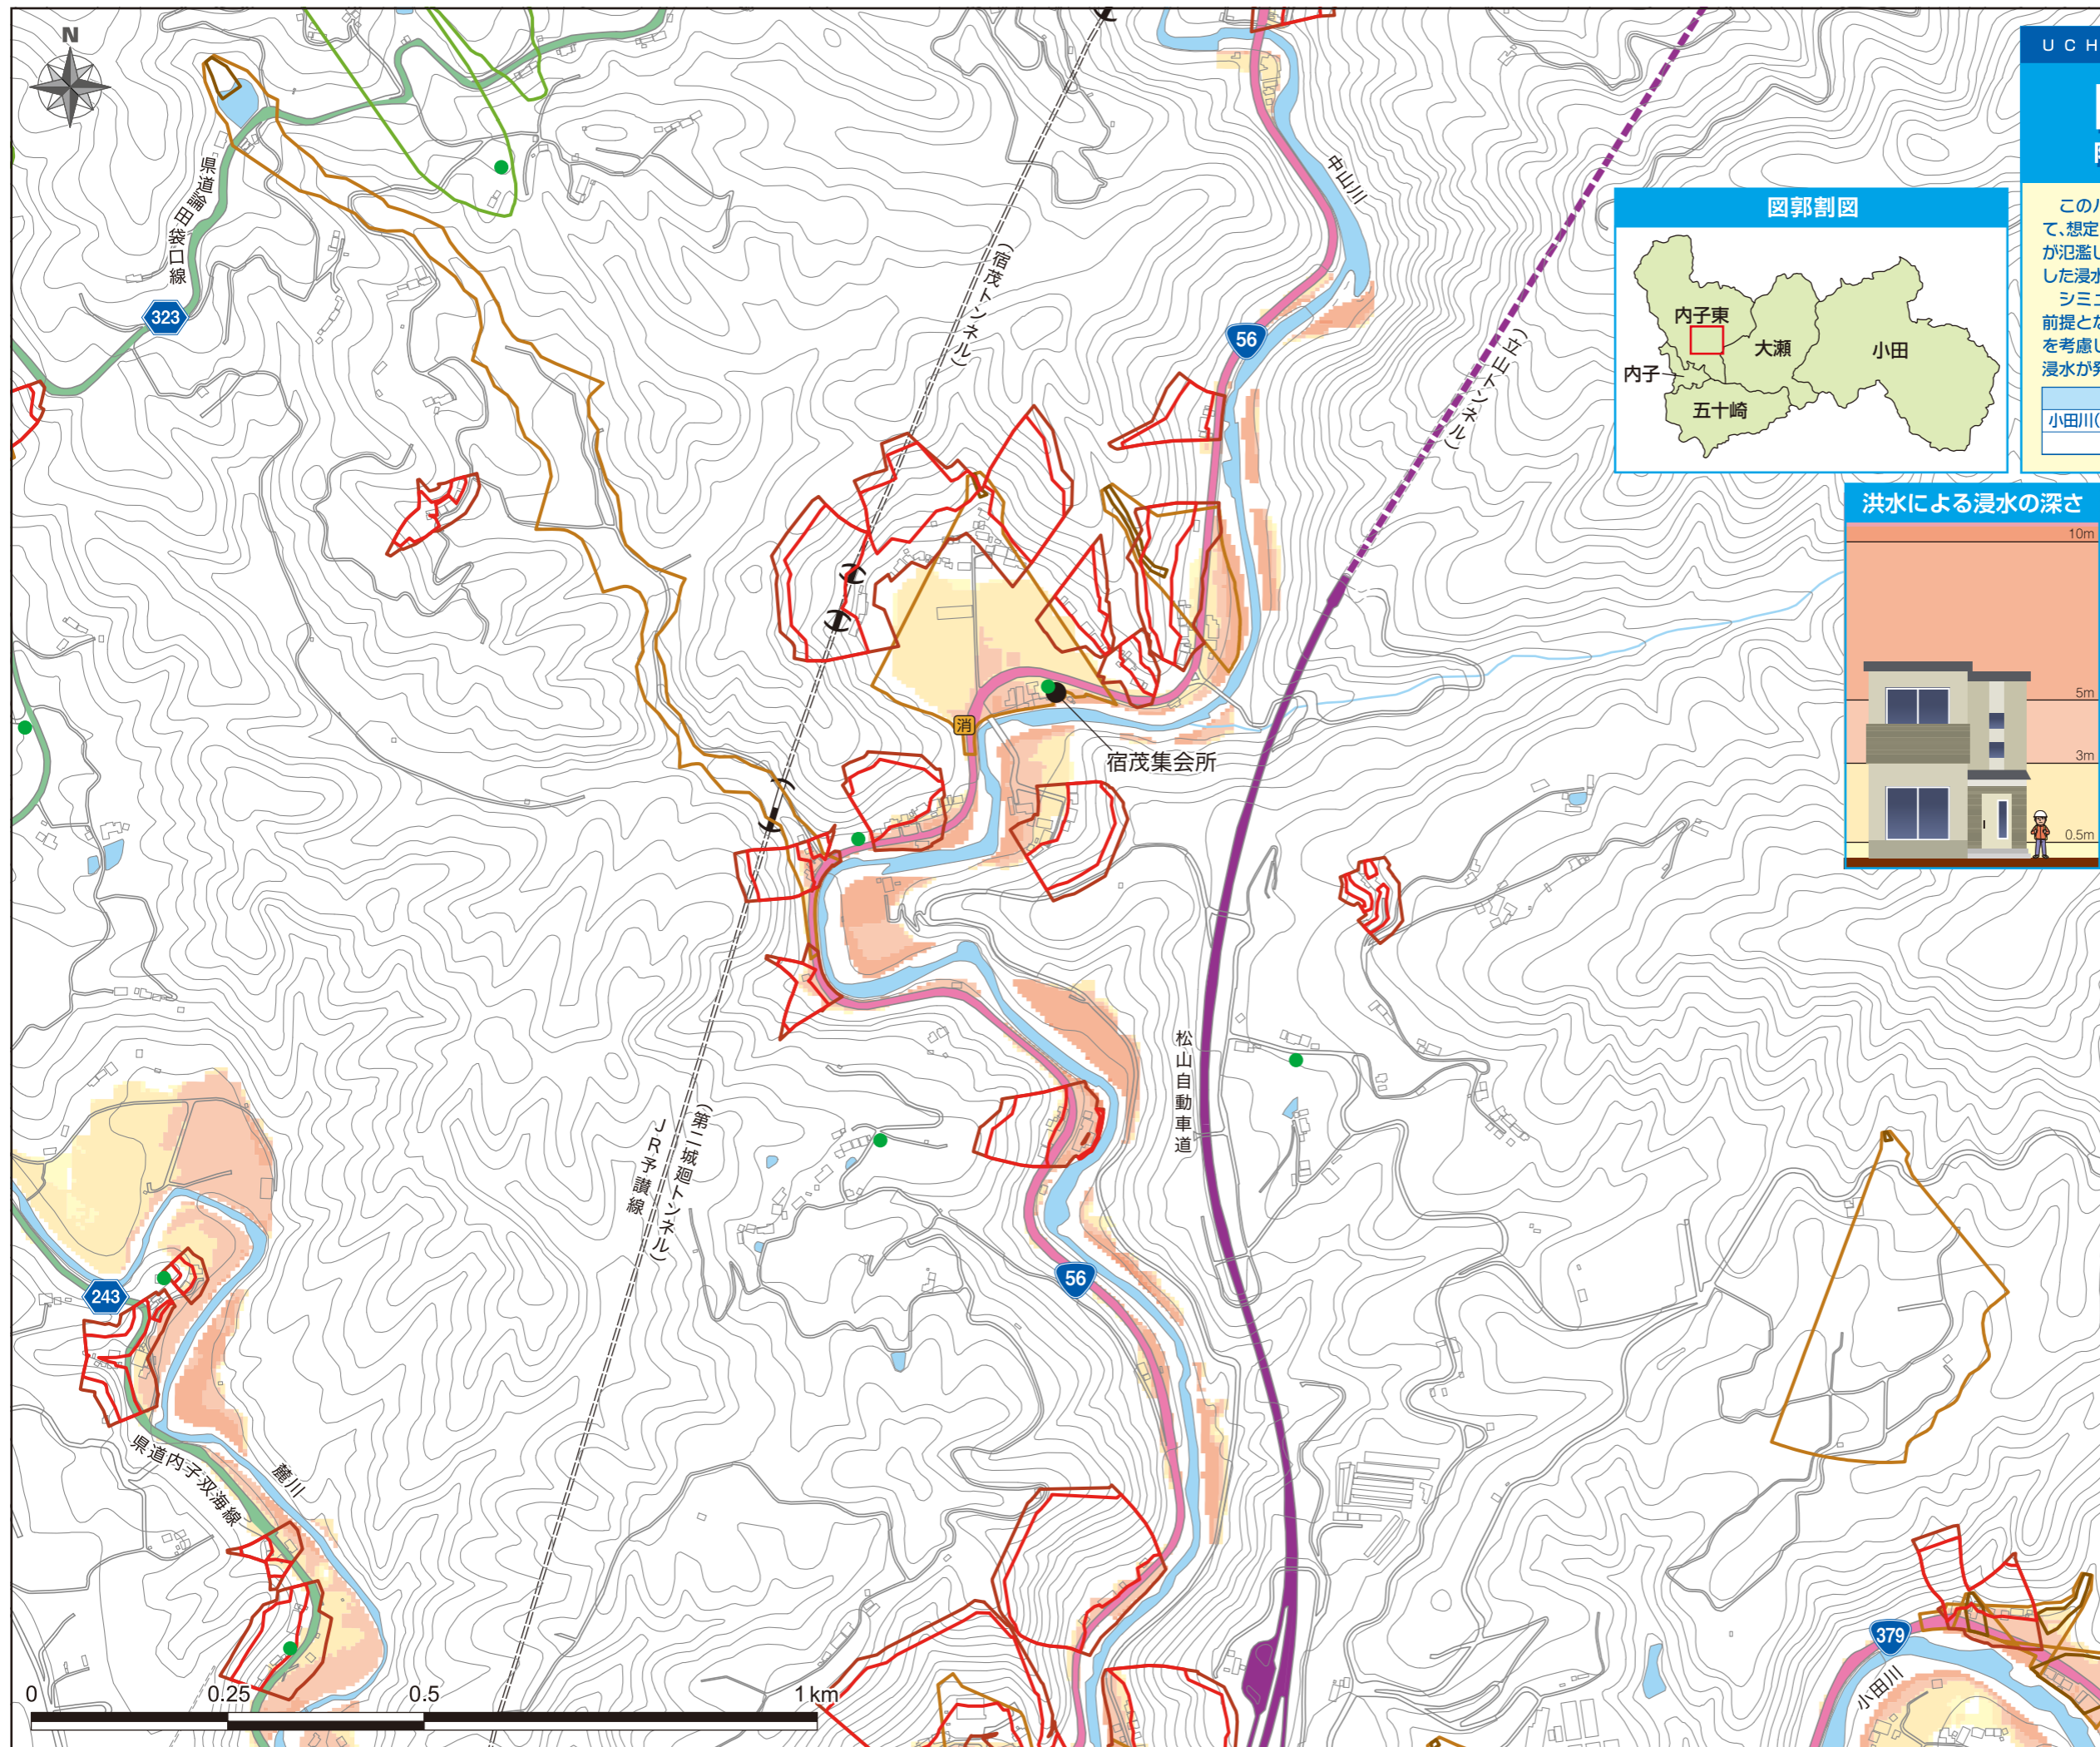 N
県道論田袋口線
323
(宿茂トンネル)
中山川
56
(立山トンネル)
図郭割図
内子東
大瀬
小田
内子
五十崎
UCH
このハ
て、想定
が氾濫し
した浸水
シミュ
前提とな
を考慮し
浸水が発
小田川(
洪水による浸水の深さ
10m
5m
3m
0.5m
消
宿茂集会所
松山自動車道
(第二城廻トンネル)
JR予讃線
56
243
県道内子双海線
麓川
379
小田川
0 0.25 0.5 1km